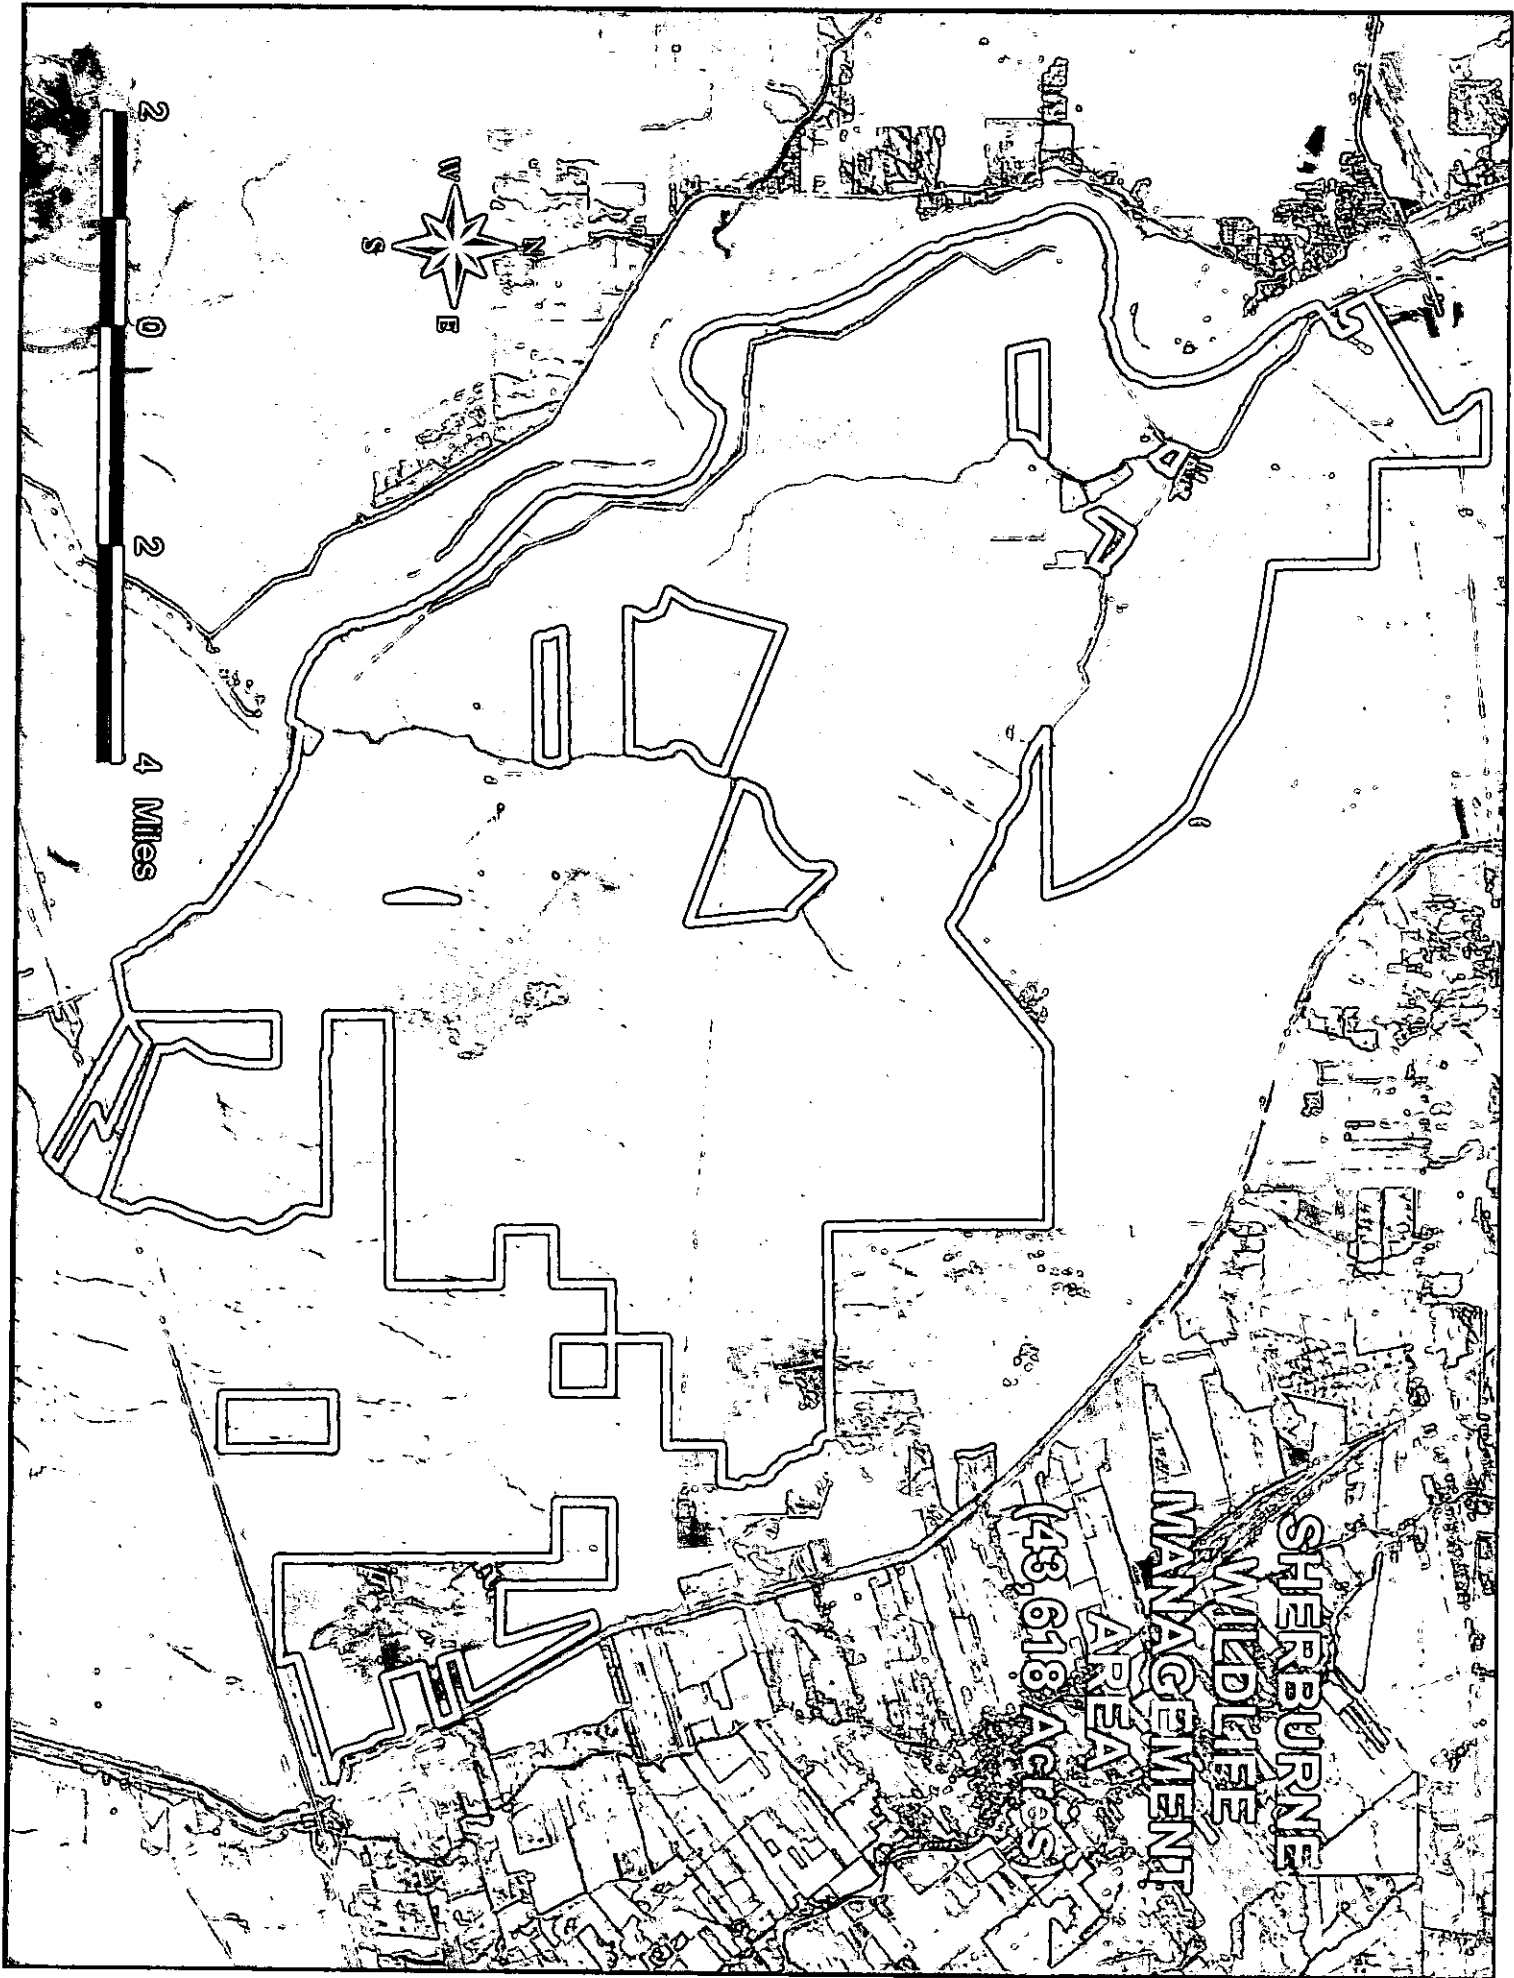 SHERBURNE
WILDLIFE
MANAGEMENT
AREA
(43,618 Acres)
N
W
E
S
2 0 2 4 Miles